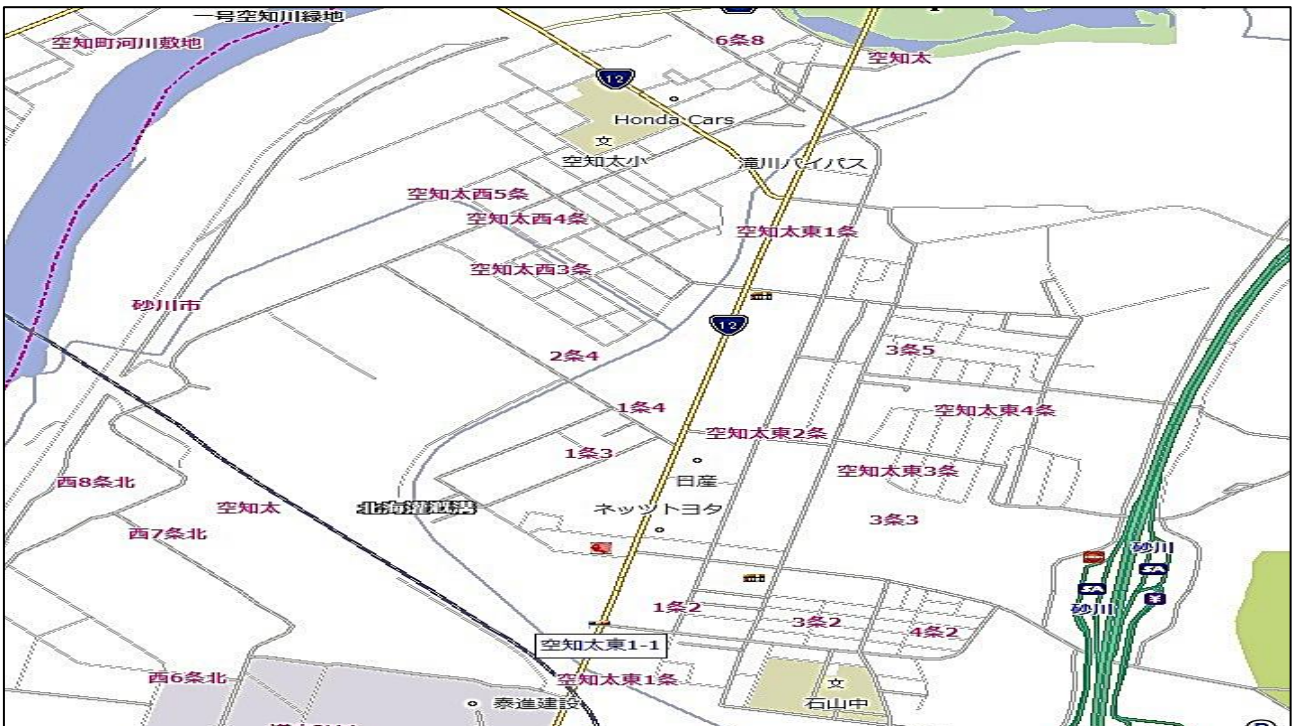 一号空知川緑地
空知町河川敷地
6条8
空知太
12
Honda Cars
空知太小
滝川バイパス
空知太西5条
空知太西4条
空知太東1条
空知太西3条
砂川市
12
2条4
3条5
1条4
空知太東4条
空知太東2条
1条3
空知太東3条
日産
西8条北
空知太
北海灌漑溝
ネッツトヨタ
3条3
西7条北
砂川
SA
SA
¥
砂川
1条2
3条2
4条2
空知太東1-1
西6条北
空知太東1条
泰進建設
石山中